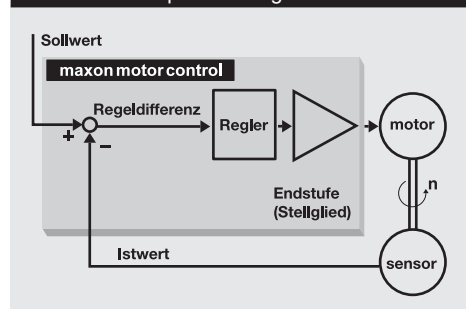 Sollwert
maxon motor control
Regeldifferenz
Regler
motor
+
−
n
Endstufe
(Stellglied)
Istwert
sensor